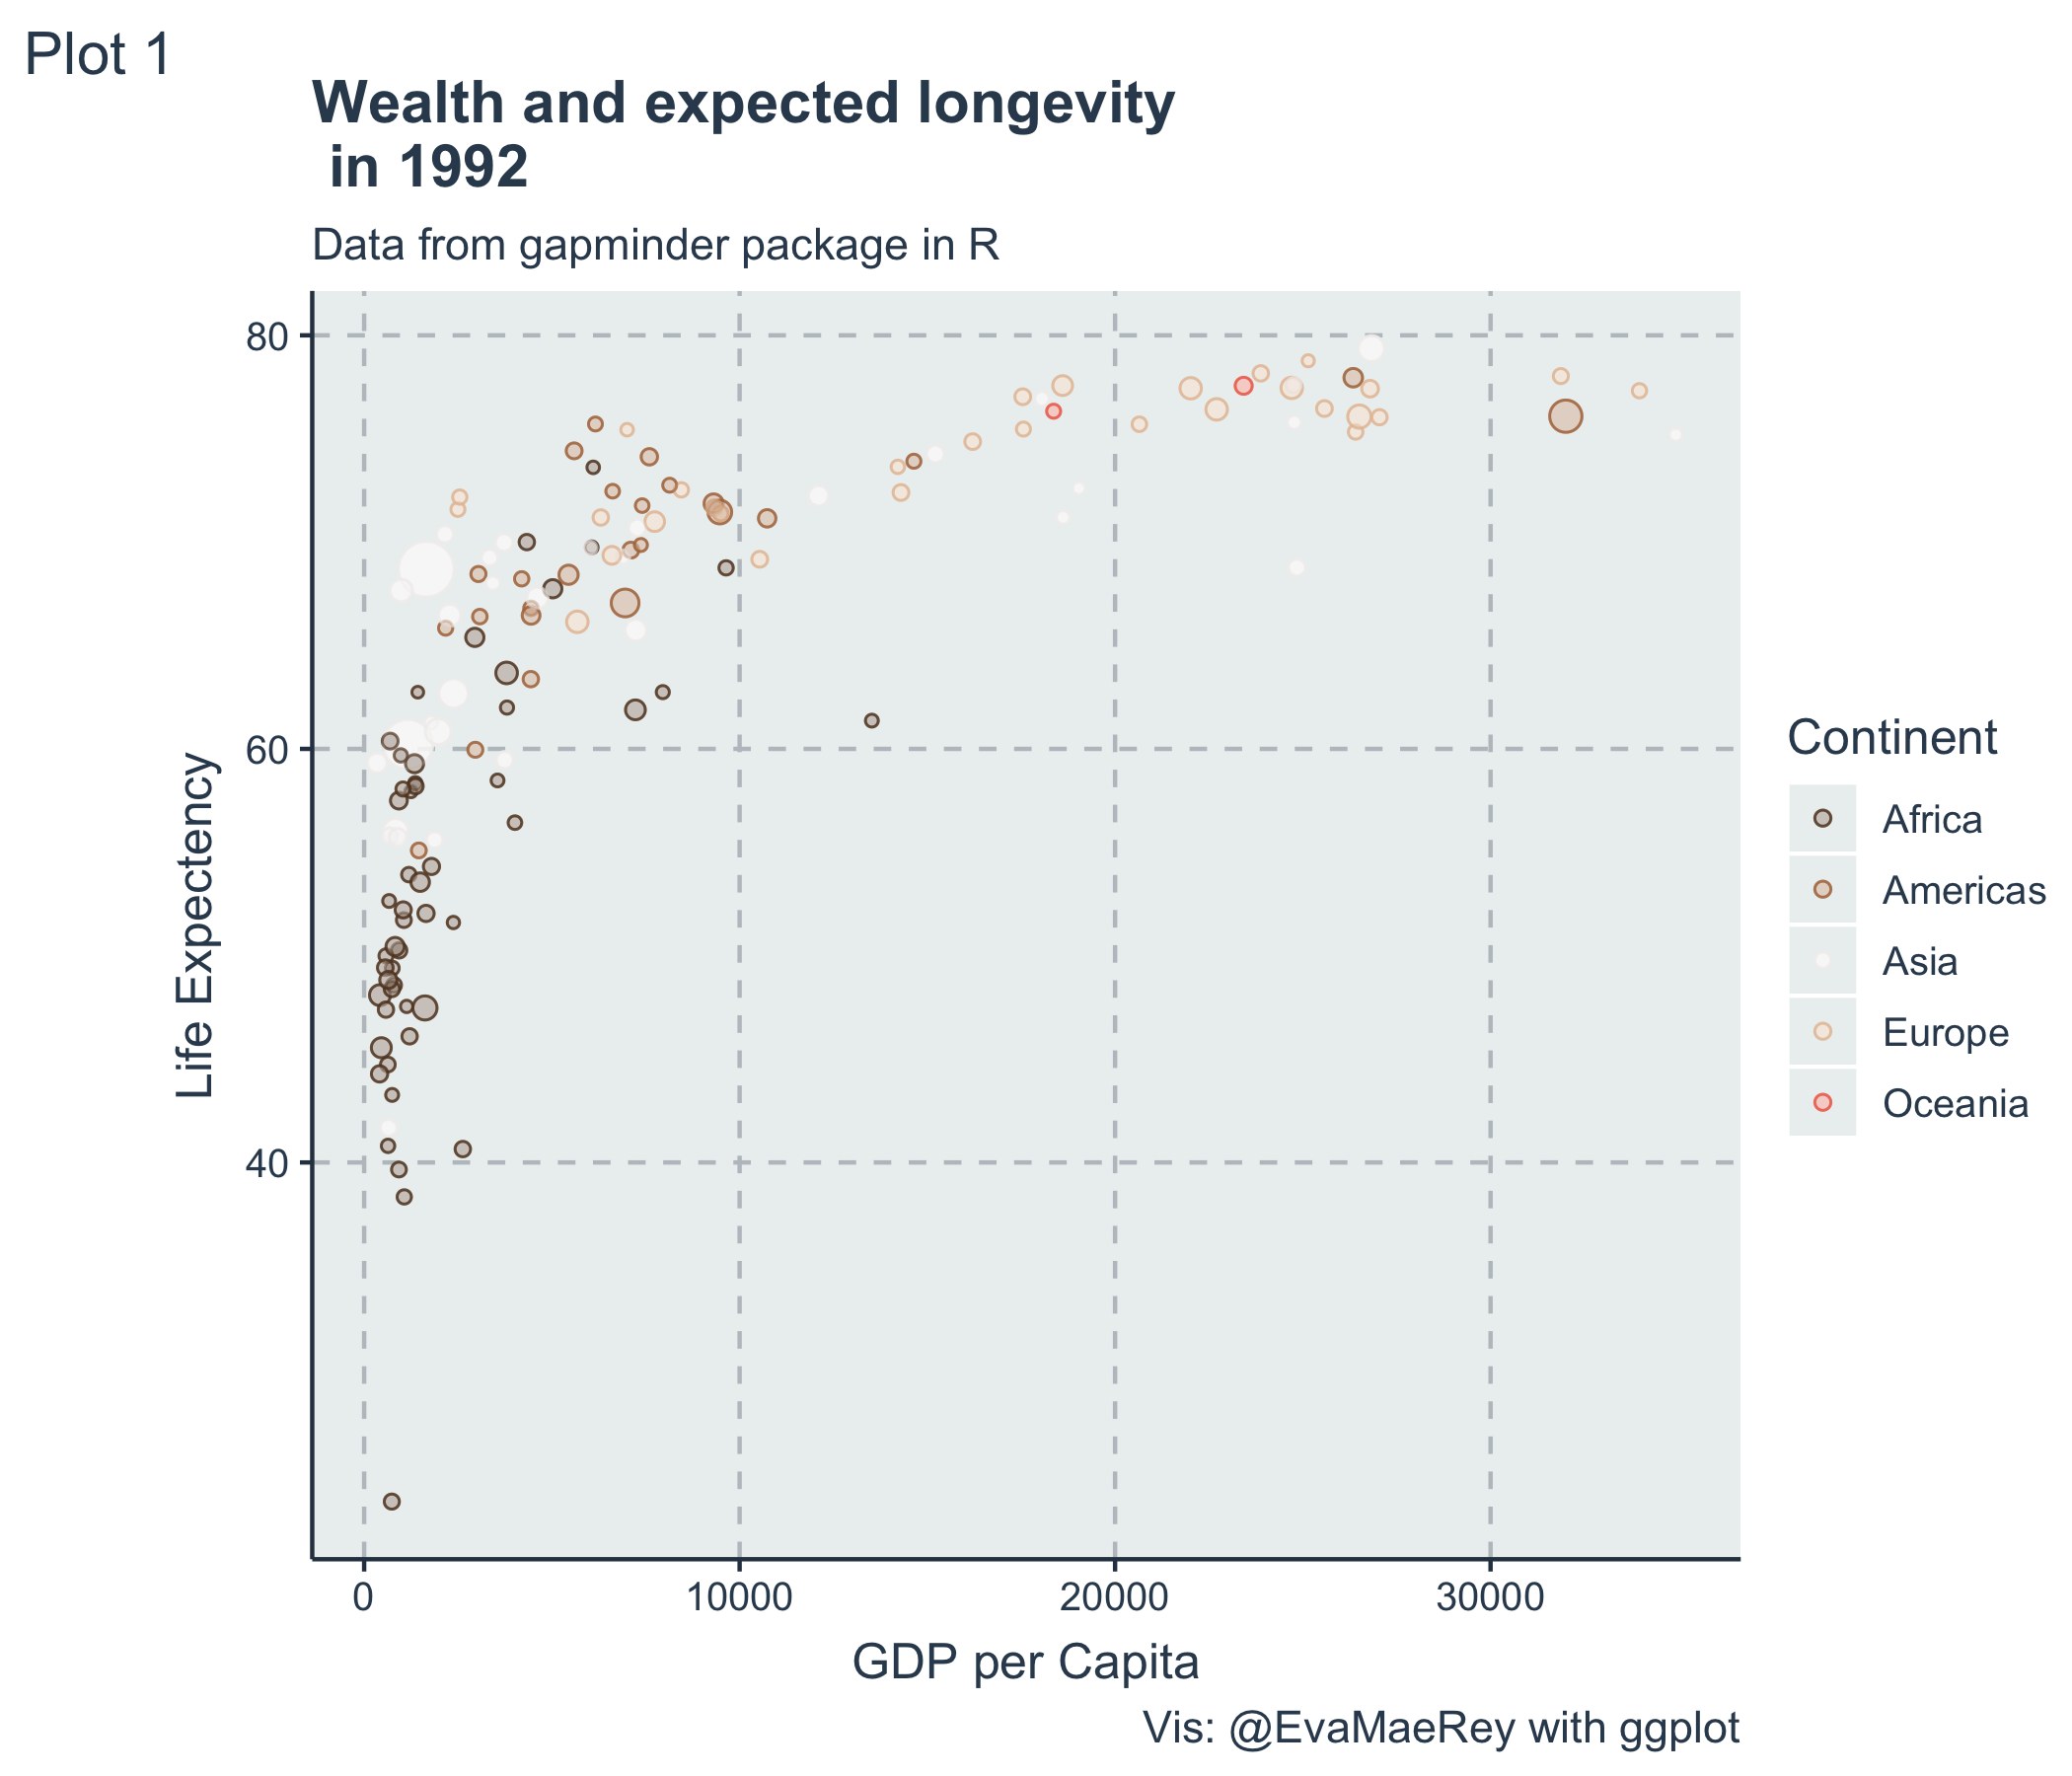 Plot 1
Wealth and expected longevity
in 1992
Data from gapminder package in R
80
60
40
Life Expectency
0
10000
20000
30000
GDP per Capita
Continent
Africa
Americas
Asia
Europe
Oceania
Vis: @EvaMaeRey with ggplot